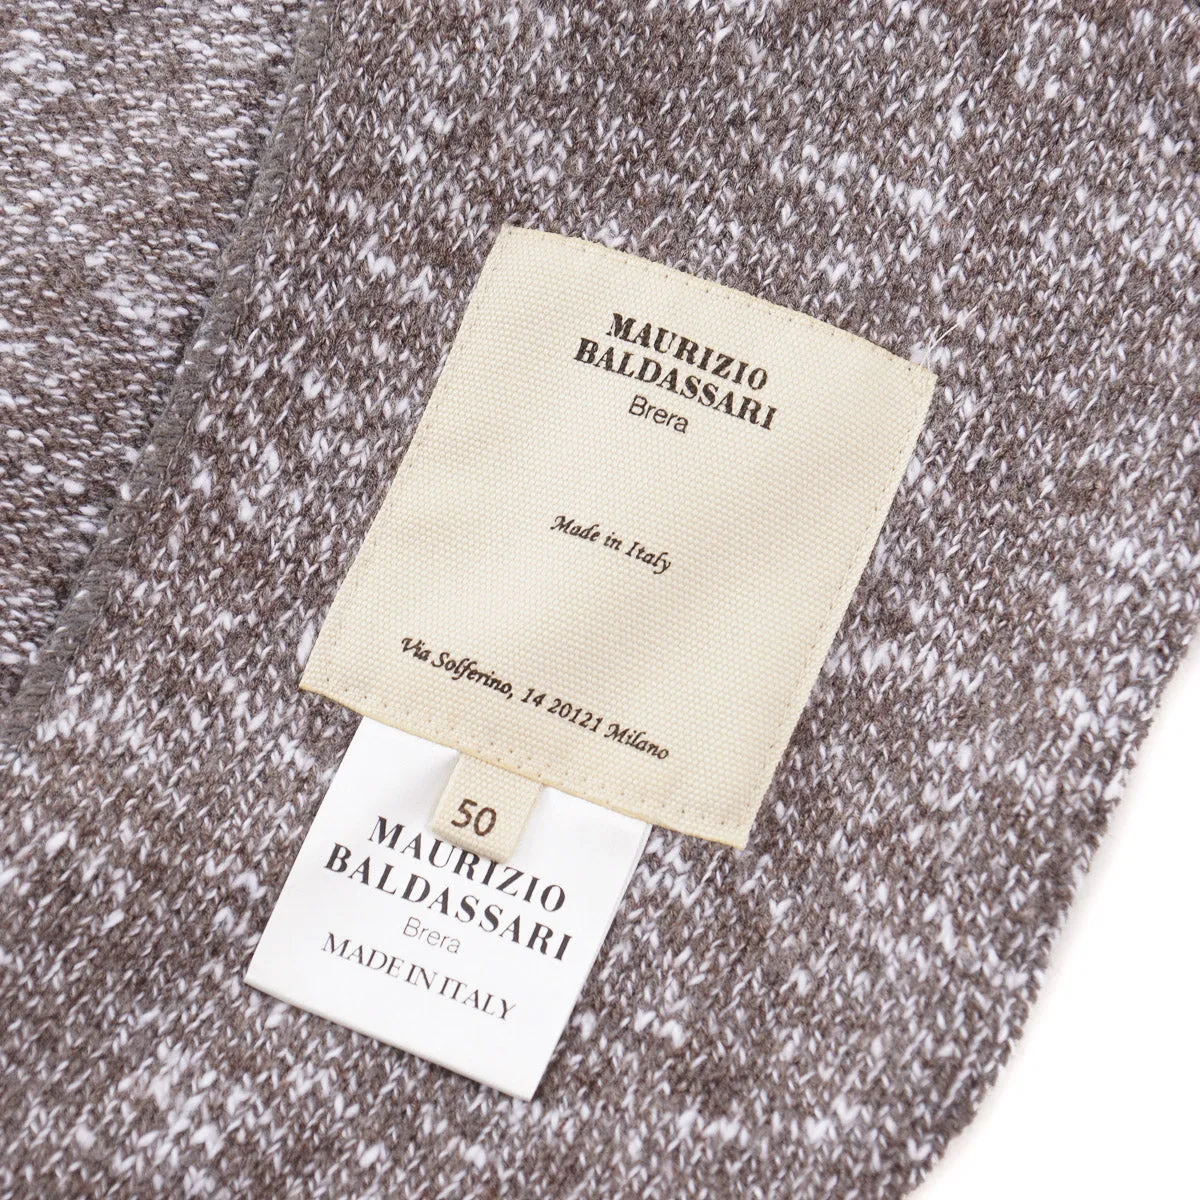 MAURIZIO
BALDASSARI
Brera
Made in Italy
Via Solferino, 14 20121 Milano
50
MAURIZIO
BALDASSARI
Brera
MADE IN ITALY